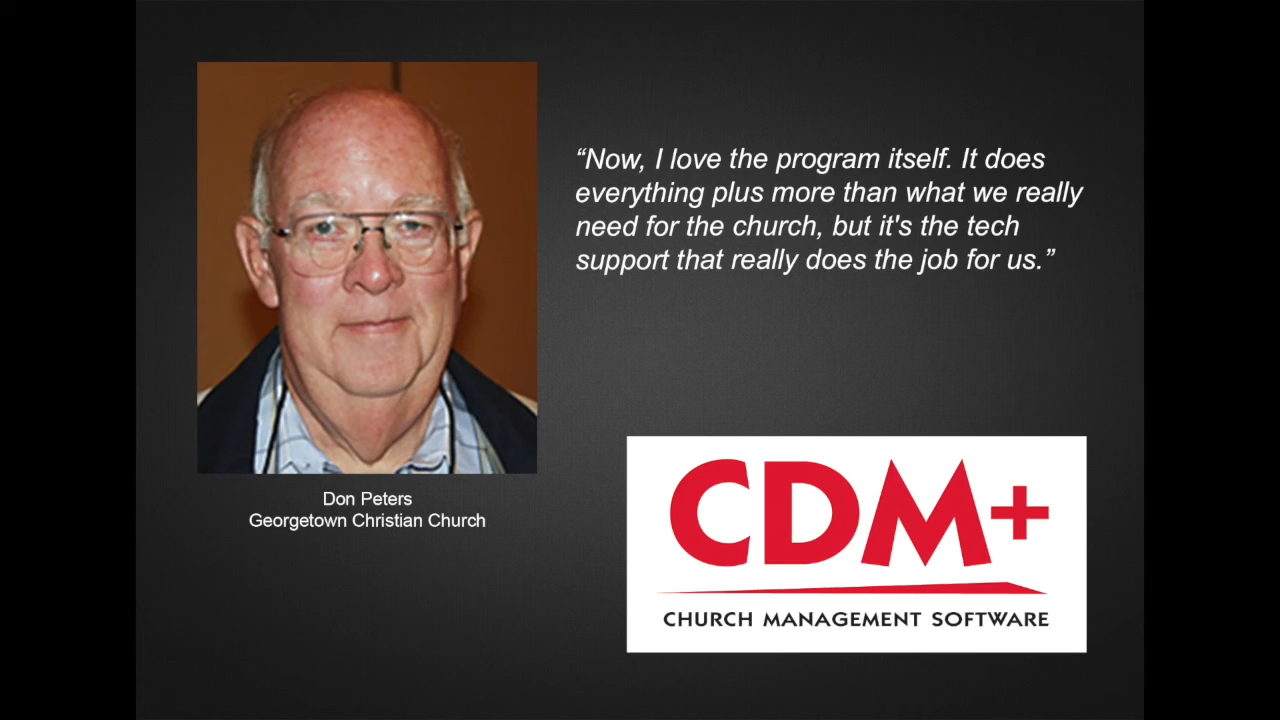 “Now, I love the program itself. It does
everything plus more than what we really
need for the church, but it's the tech
support that really does the job for us.”
Don Peters
Georgetown Christian Church
CDM+
CHURCH MANAGEMENT SOFTWARE